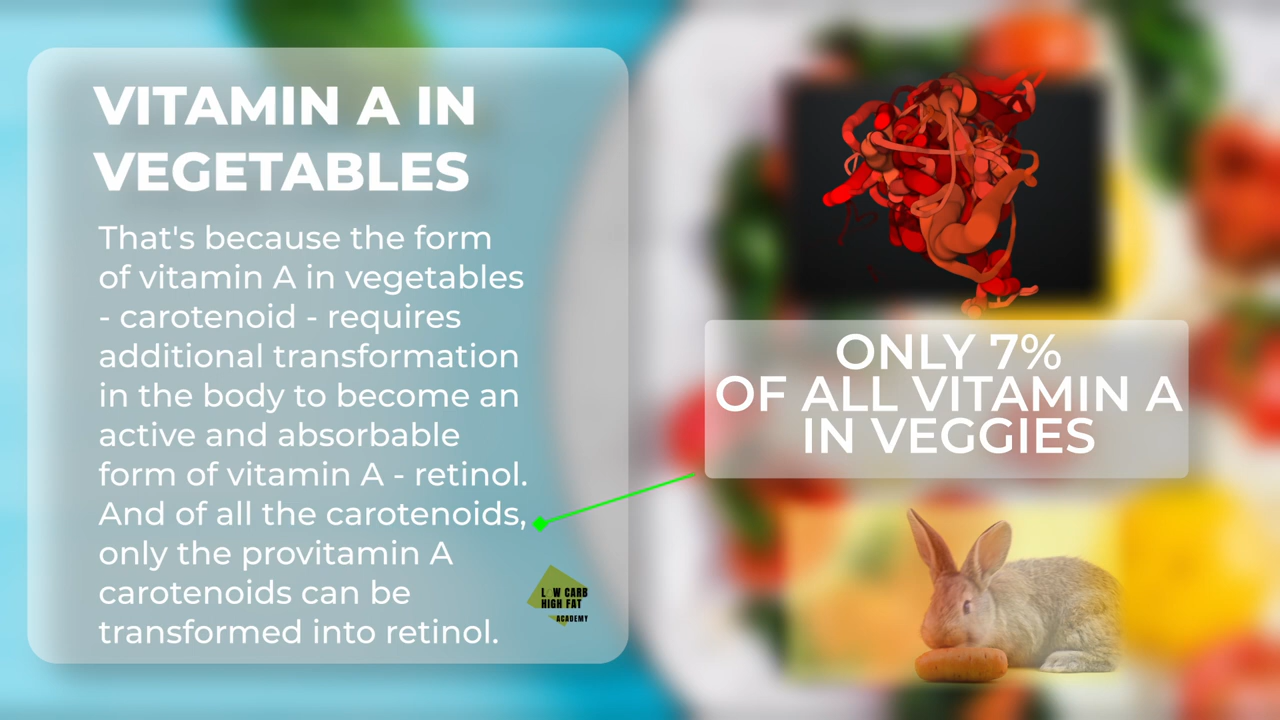 VITAMIN A IN
VEGETABLES
That's because the form
of vitamin A in vegetables
- carotenoid - requires
additional transformation
in the body to become an
active and absorbable
form of vitamin A - retinol.
And of all the carotenoids,
only the provitamin A
carotenoids can be
transformed into retinol.
LOW CARB
HIGH FAT
ACADEMY
ONLY 7%
OF ALL VITAMIN A
IN VEGGIES